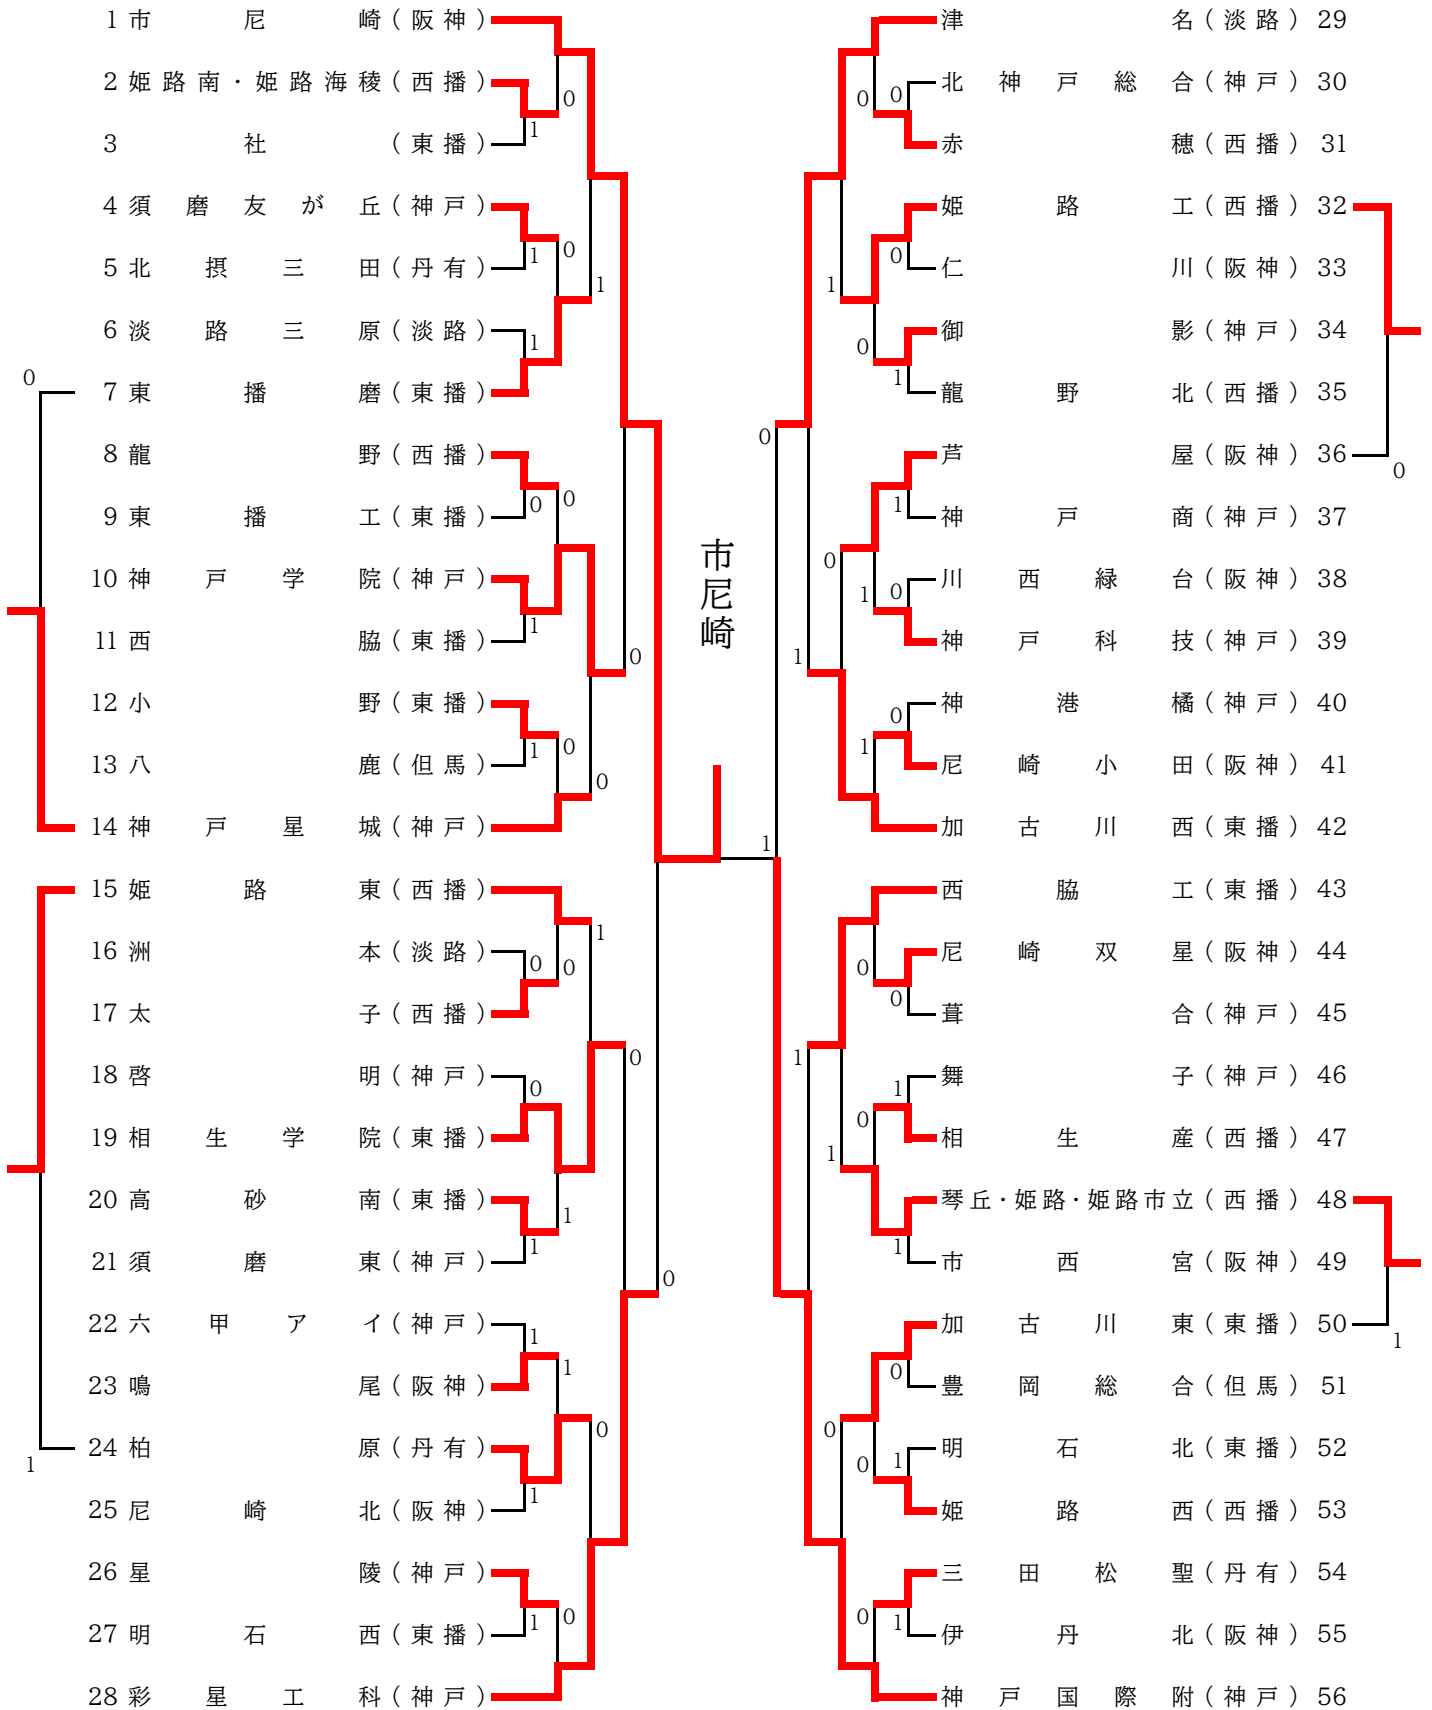 1 市尼崎（阪神）
2 姫路南・姫路海稜（西播）
0
1
3 社（東播）
4 須磨友が丘（神戸）
1
0
5 北摂三田（丹有）
1
6 淡路三原（淡路）
1
0
7 東播磨（東播）
8 龍野（西播）
0
0
9 東播工（東播）
10 神戸学院（神戸）
1
11 西脇（東播）
0
12 小野（東播）
1
0
13 八鹿（但馬）
0
14 神戸星城（神戸）
15 姫路東（西播）
1
16 洲本（淡路）
0
0
17 太子（西播）
0
18 啓明（神戸）
0
19 相生学院（東播）
20 高砂南（東播）
1
1
21 須磨東（神戸）
0
22 六甲アイ（神戸）
1
1
23 鳴尾（阪神）
0
24 柏原（丹有）
1
1
25 尼崎北（阪神）
26 星陵（神戸）
1
0
27 明石西（東播）
28 彩星工科（神戸）
市尼崎
1
津名（淡路） 29
北神戸総合（神戸） 30
0
0
赤穂（西播） 31
姫路工（西播） 32
0
仁川（阪神） 33
1
御影（神戸） 34
0
1
龍野北（西播） 35
0
芦屋（阪神） 36
0
1
神戸商（神戸） 37
0
川西緑台（阪神） 38
1
0
神戸科技（神戸） 39
1
神港橘（神戸） 40
0
1
尼崎小田（阪神） 41
加古川西（東播） 42
西脇工（東播） 43
尼崎双星（阪神） 44
0
0
葺合（神戸） 45
1
舞子（神戸） 46
1
0
相生産（西播） 47
1
琴丘・姫路・姫路市立（西播） 48
1
市西宮（阪神） 49
加古川東（東播） 50
1
0
豊岡総合（但馬） 51
0
明石北（東播） 52
0
1
姫路西（西播） 53
三田松聖（丹有） 54
0
1
伊丹北（阪神） 55
神戸国際附（神戸） 56